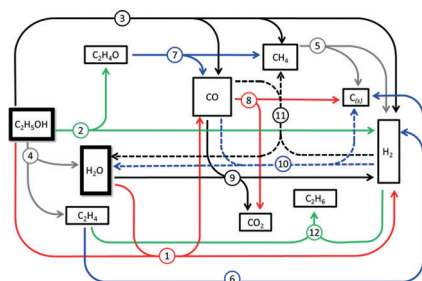 3
C₂H₄O
7
CH₄
5
CO
8
C(s)
C₂H₅OH
2
11
4
H₂O
H₂
10
9
C₂H₆
C₂H₄
CO₂
12
1
6